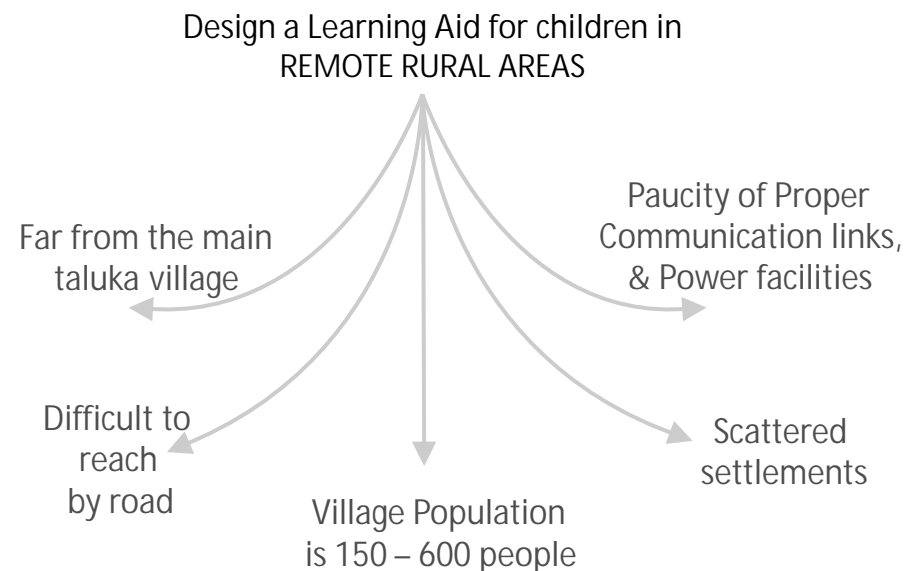 Design a Learning Aid for children in
REMOTE RURAL AREAS
Far from the main
taluka village
Paucity of Proper
Communication links,
& Power facilities
Difficult to
reach
by road
Village Population
is 150 – 600 people
Scattered
settlements